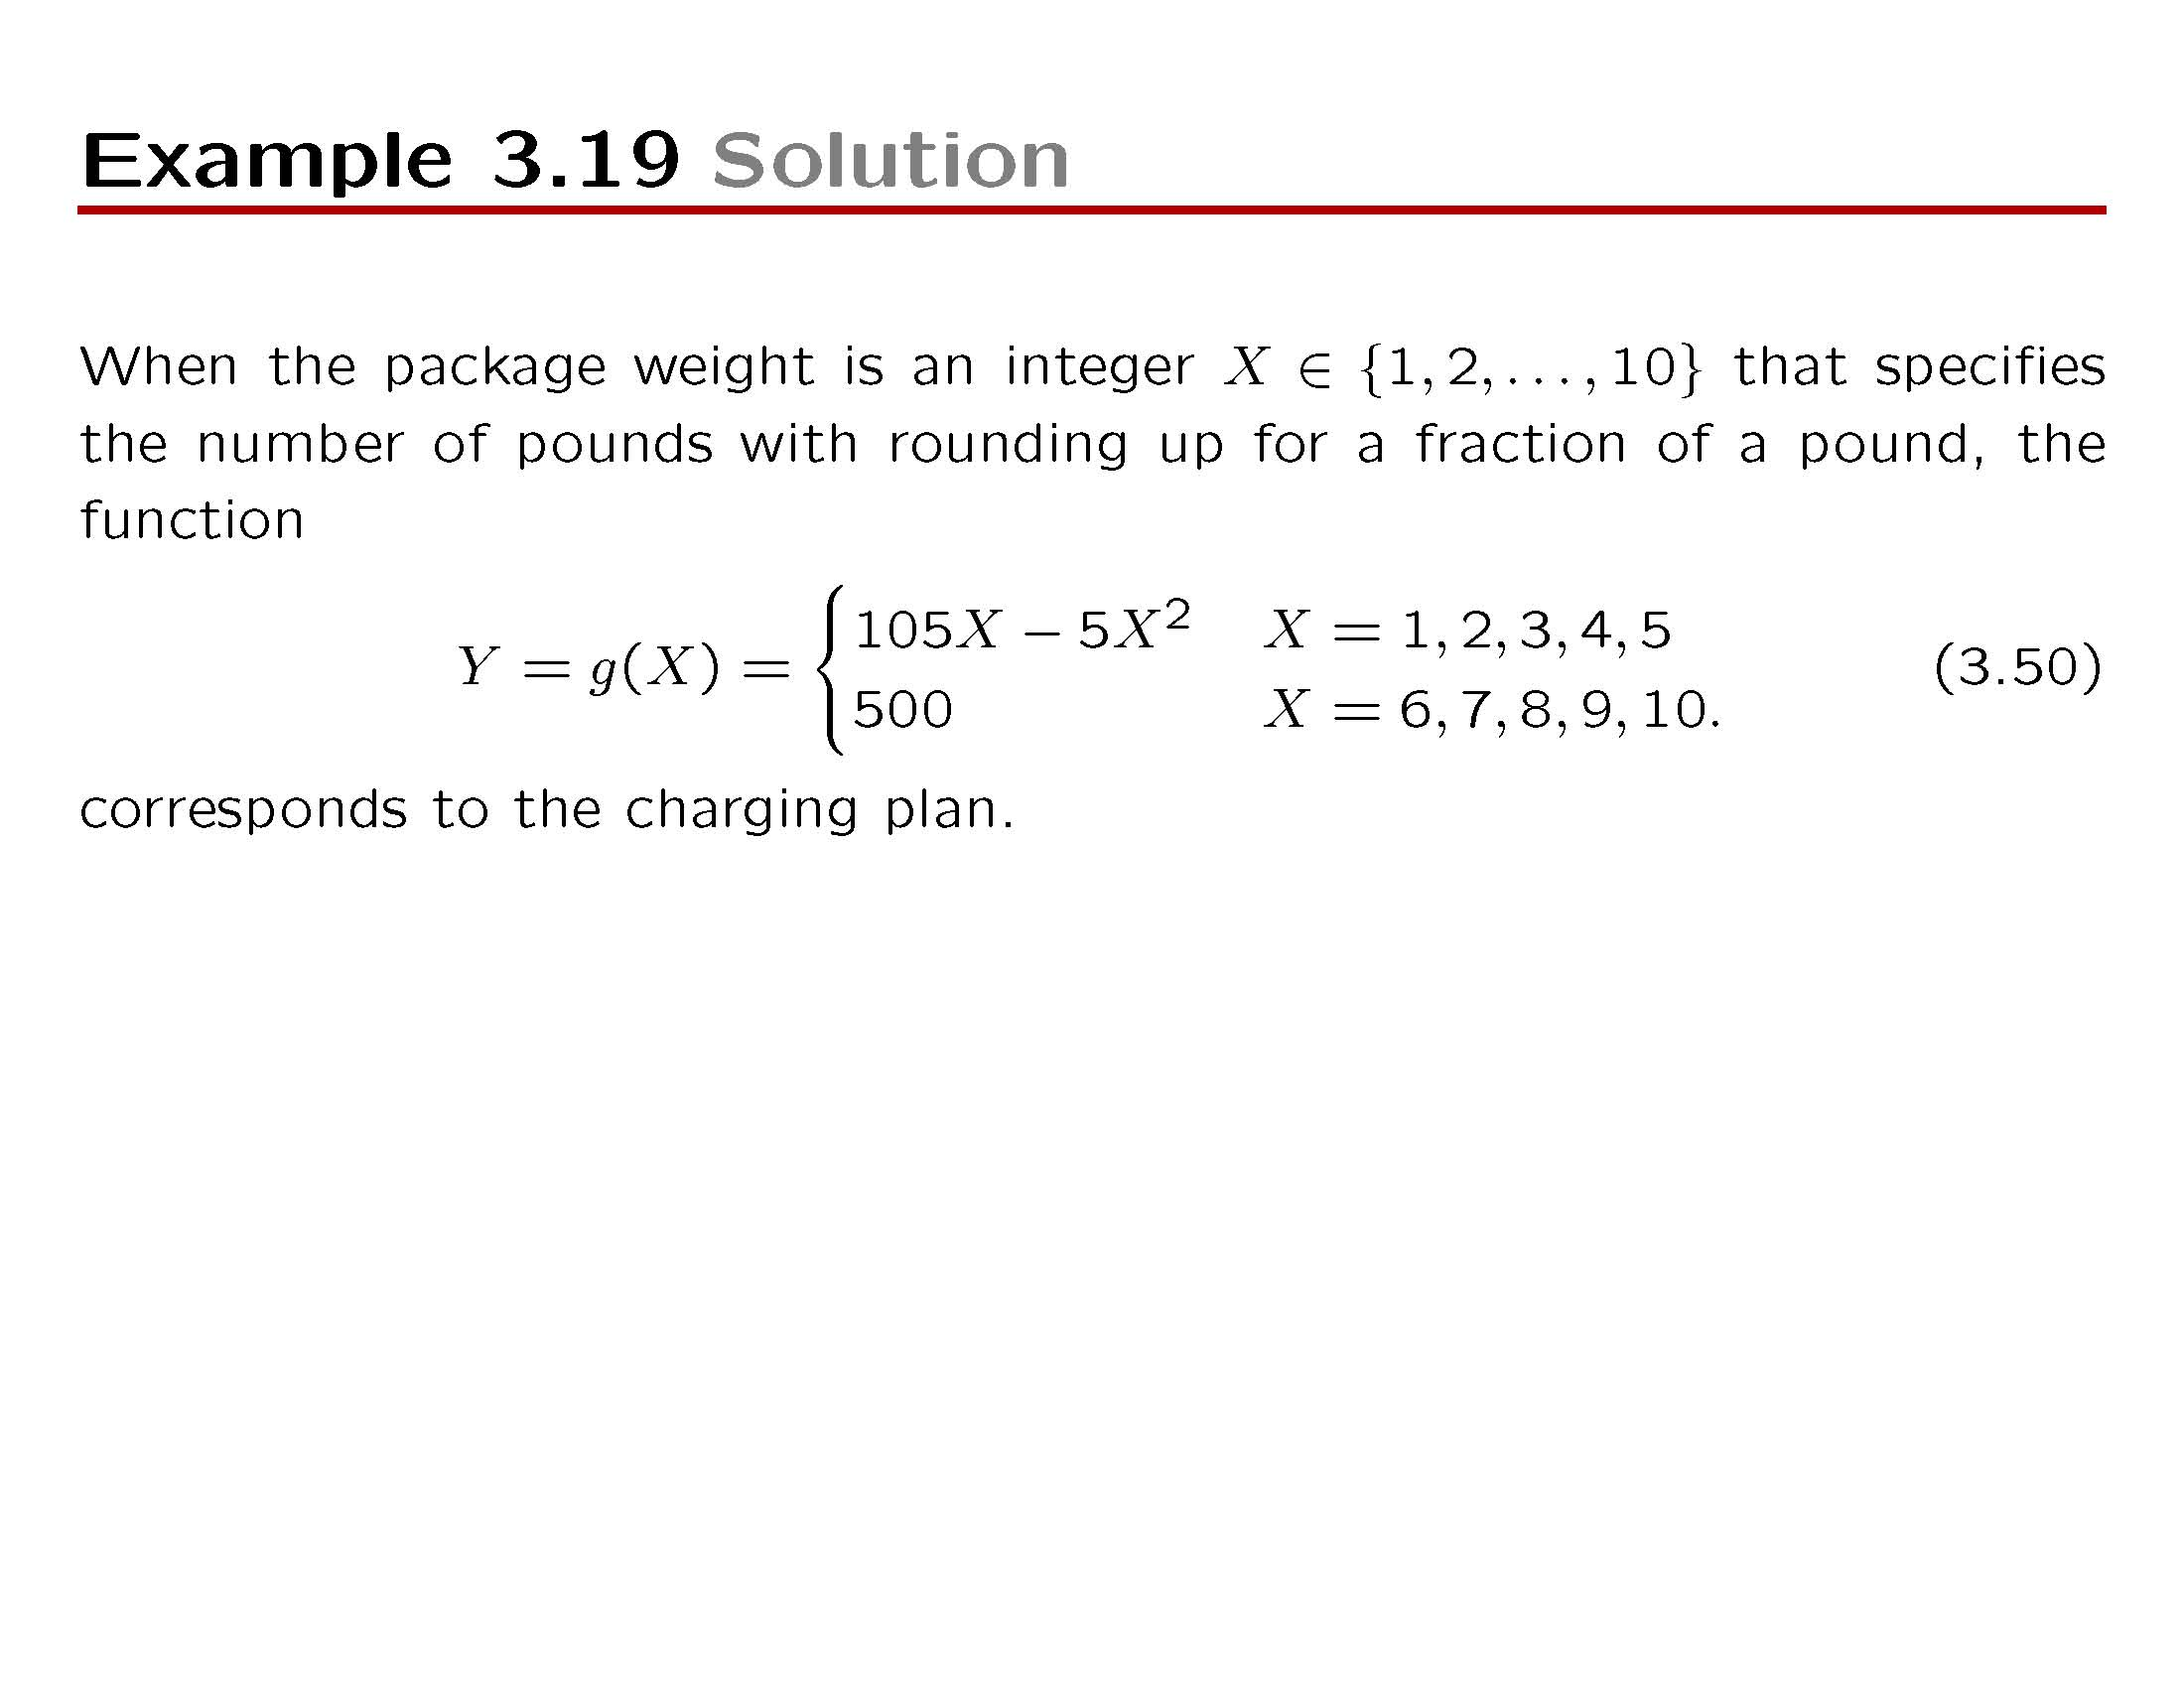 Example 3.19 Solution
When the package weight is an integer X ∈ {1, 2, . . . , 10} that specifies
the number of pounds with rounding up for a fraction of a pound, the
function
Y = g(X) = { 105X − 5X² X = 1, 2, 3, 4, 5
500 X = 6, 7, 8, 9, 10.
(3.50)
corresponds to the charging plan.